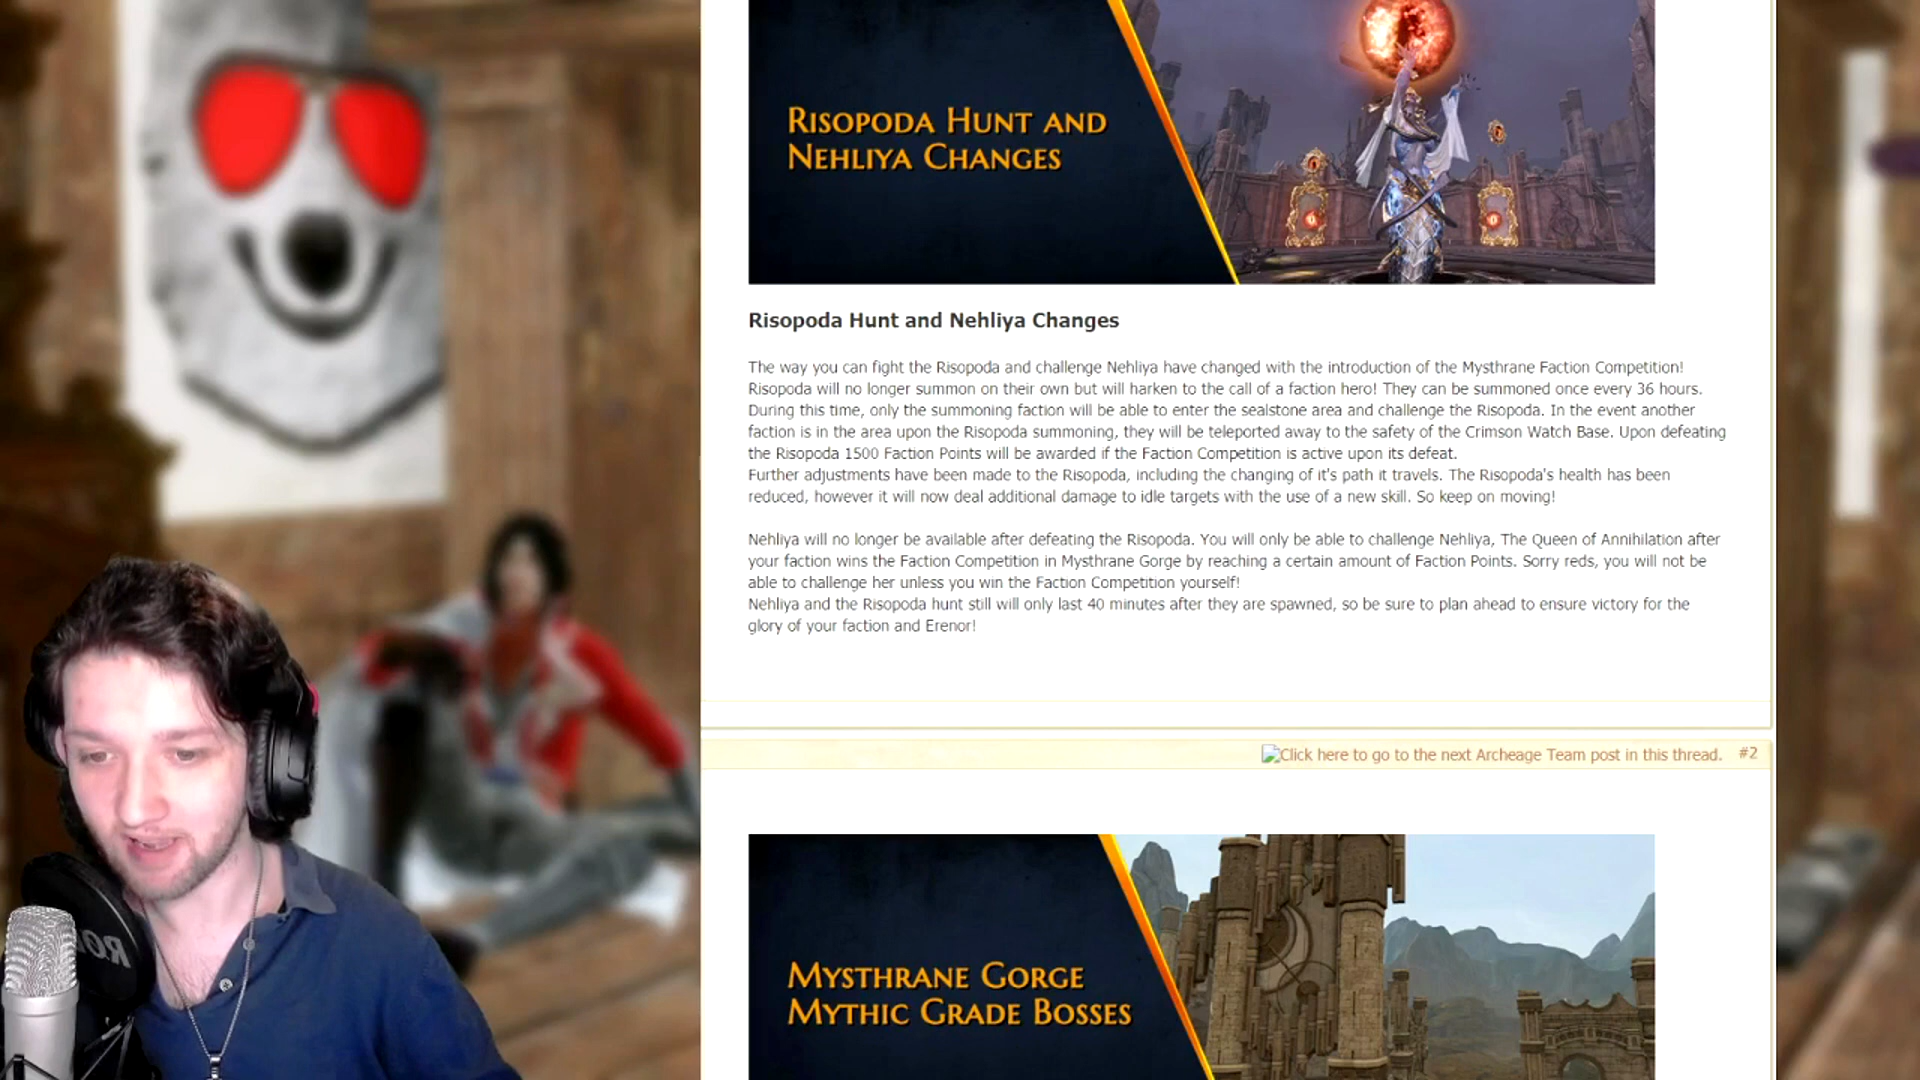 RISOPODA HUNT AND
NEHLIYA CHANGES
Risopoda Hunt and Nehliya Changes
The way you can fight the Risopoda and challenge Nehliya have changed with the introduction of the Mysthrane Faction Competition!
Risopoda will no longer summon on their own but will harken to the call of a faction hero! They can be summoned once every 36 hours.
During this time, only the summoning faction will be able to enter the sealstone area and challenge the Risopoda. In the event another
faction is in the area upon the Risopoda summoning, they will be teleported away to the safety of the Crimson Watch Base. Upon defeating
the Risopoda 1500 Faction Points will be awarded if the Faction Competition is active upon its defeat.
Further adjustments have been made to the Risopoda, including the changing of it's path it travels. The Risopoda's health has been
reduced, however it will now deal additional damage to idle targets with the use of a new skill. So keep on moving!
Nehliya will no longer be available after defeating the Risopoda. You will only be able to challenge Nehliya, The Queen of Annihilation after
your faction wins the Faction Competition in Mysthrane Gorge by reaching a certain amount of Faction Points. Sorry reds, you will not be
able to challenge her unless you win the Faction Competition yourself!
Nehliya and the Risopoda hunt still will only last 40 minutes after they are spawned, so be sure to plan ahead to ensure victory for the
glory of your faction and Erenor!
Click here to go to the next Archeage Team post in this thread. #2
MYSTHRANE GORGE
MYTHIC GRADE BOSSES